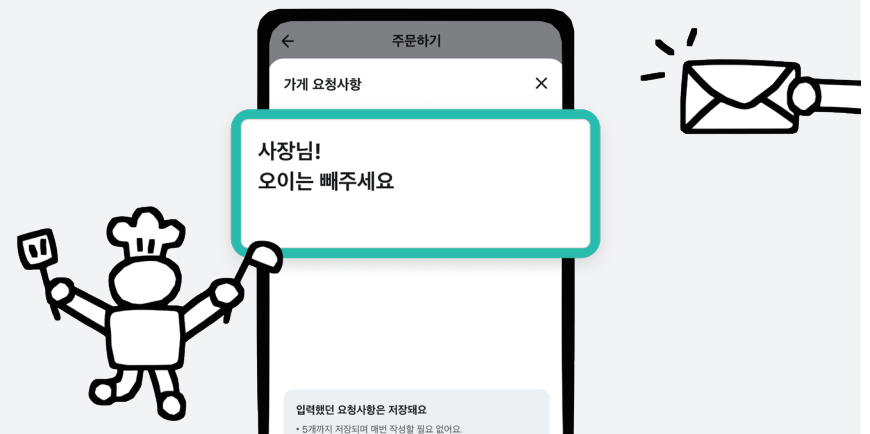 주문하기
가게 요청사항
사장님!
오이는 빼주세요
입력했던 요청사항은 저장돼요
• 5개까지 저장되며 매번 작성할 필요 없어요.